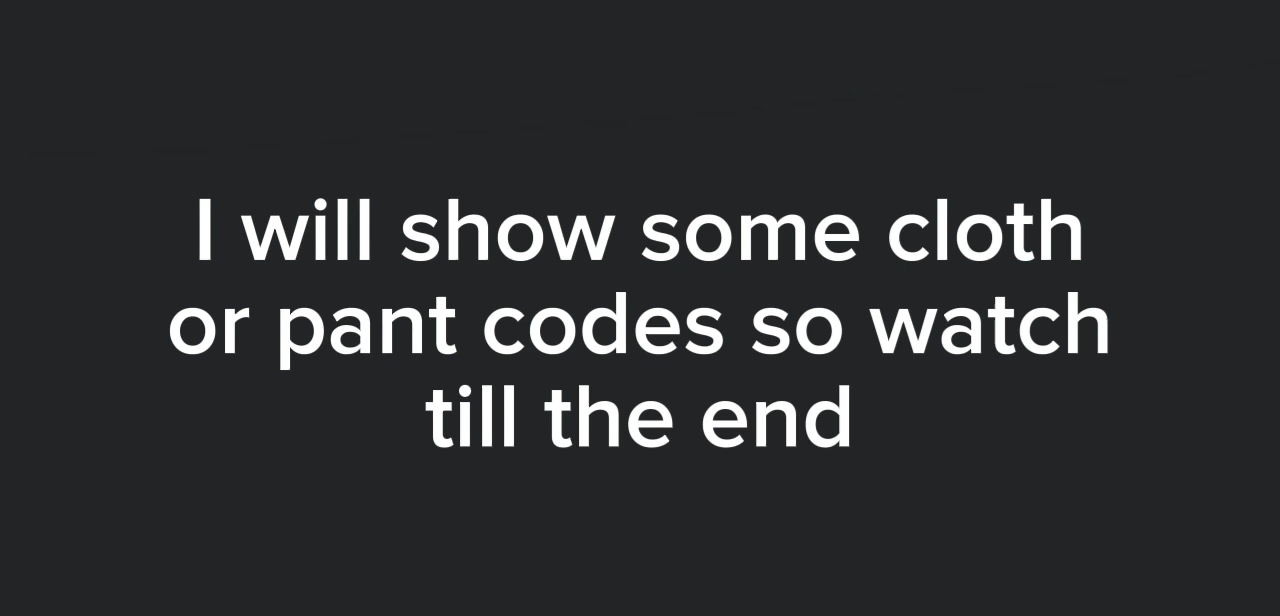 I will show some cloth
or pant codes so watch
till the end